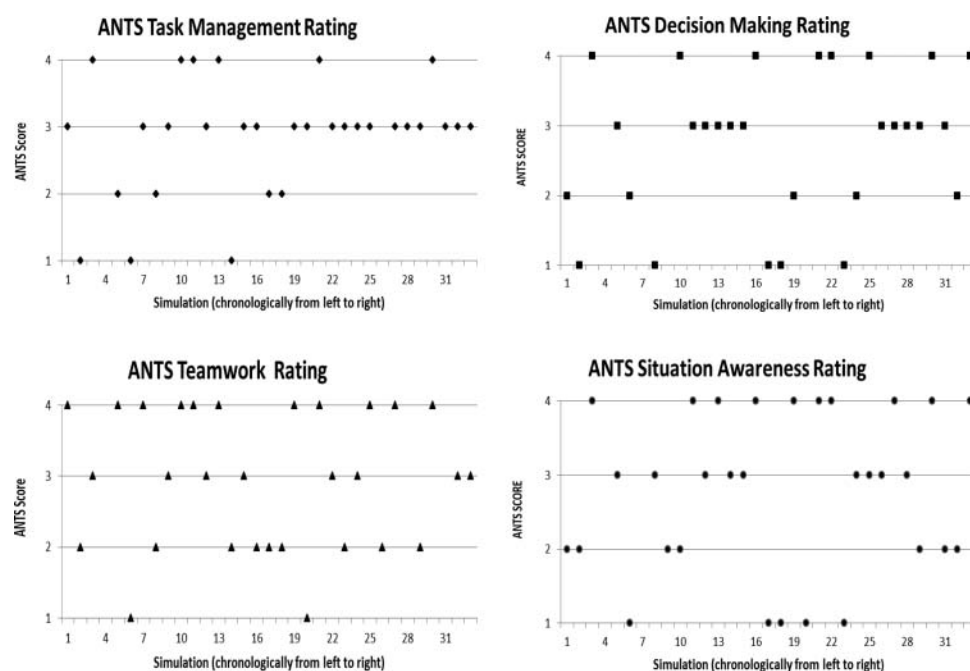 ANTS Task Management Rating
4
3
2
1
ANTS Score
1 4 7 10 13 16 19 22 25 28 31
Simulation (chronologically from left to right)
ANTS Decision Making Rating
4
3
2
1
ANTS SCORE
1 4 7 10 13 16 19 22 25 28 31
Simulation (chronologically from left to right)
ANTS Teamwork Rating
4
3
2
1
ANTS Score
1 4 7 10 13 16 19 22 25 28 31
Simulation (chronologically from left to right)
ANTS Situation Awareness Rating
4
3
2
1
ANTS SCORE
1 4 7 10 13 16 19 22 25 28 31
Simulation (chronologically from left to right)